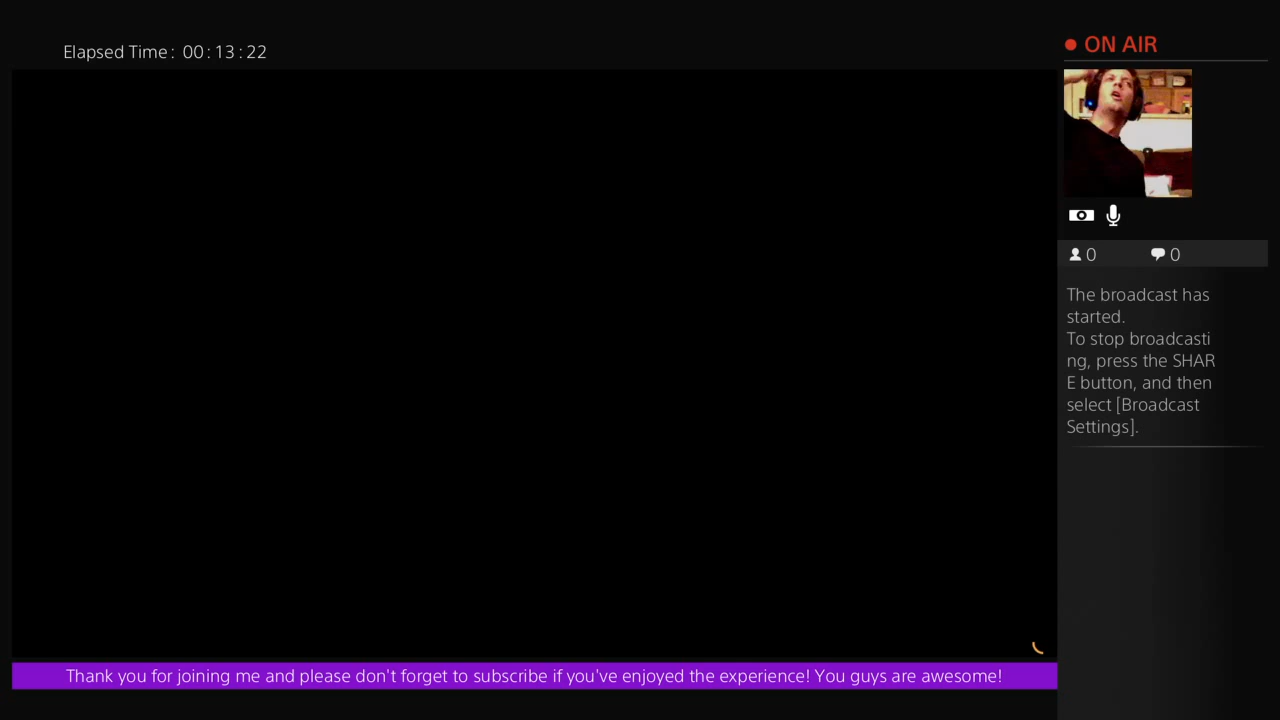 Elapsed Time: 00:13:22
ON AIR
0 0
The broadcast has
started.
To stop broadcasti
ng, press the SHAR
E button, and then
select [Broadcast
Settings].
Thank you for joining me and please don't forget to subscribe if you've enjoyed the experience! You guys are awesome!